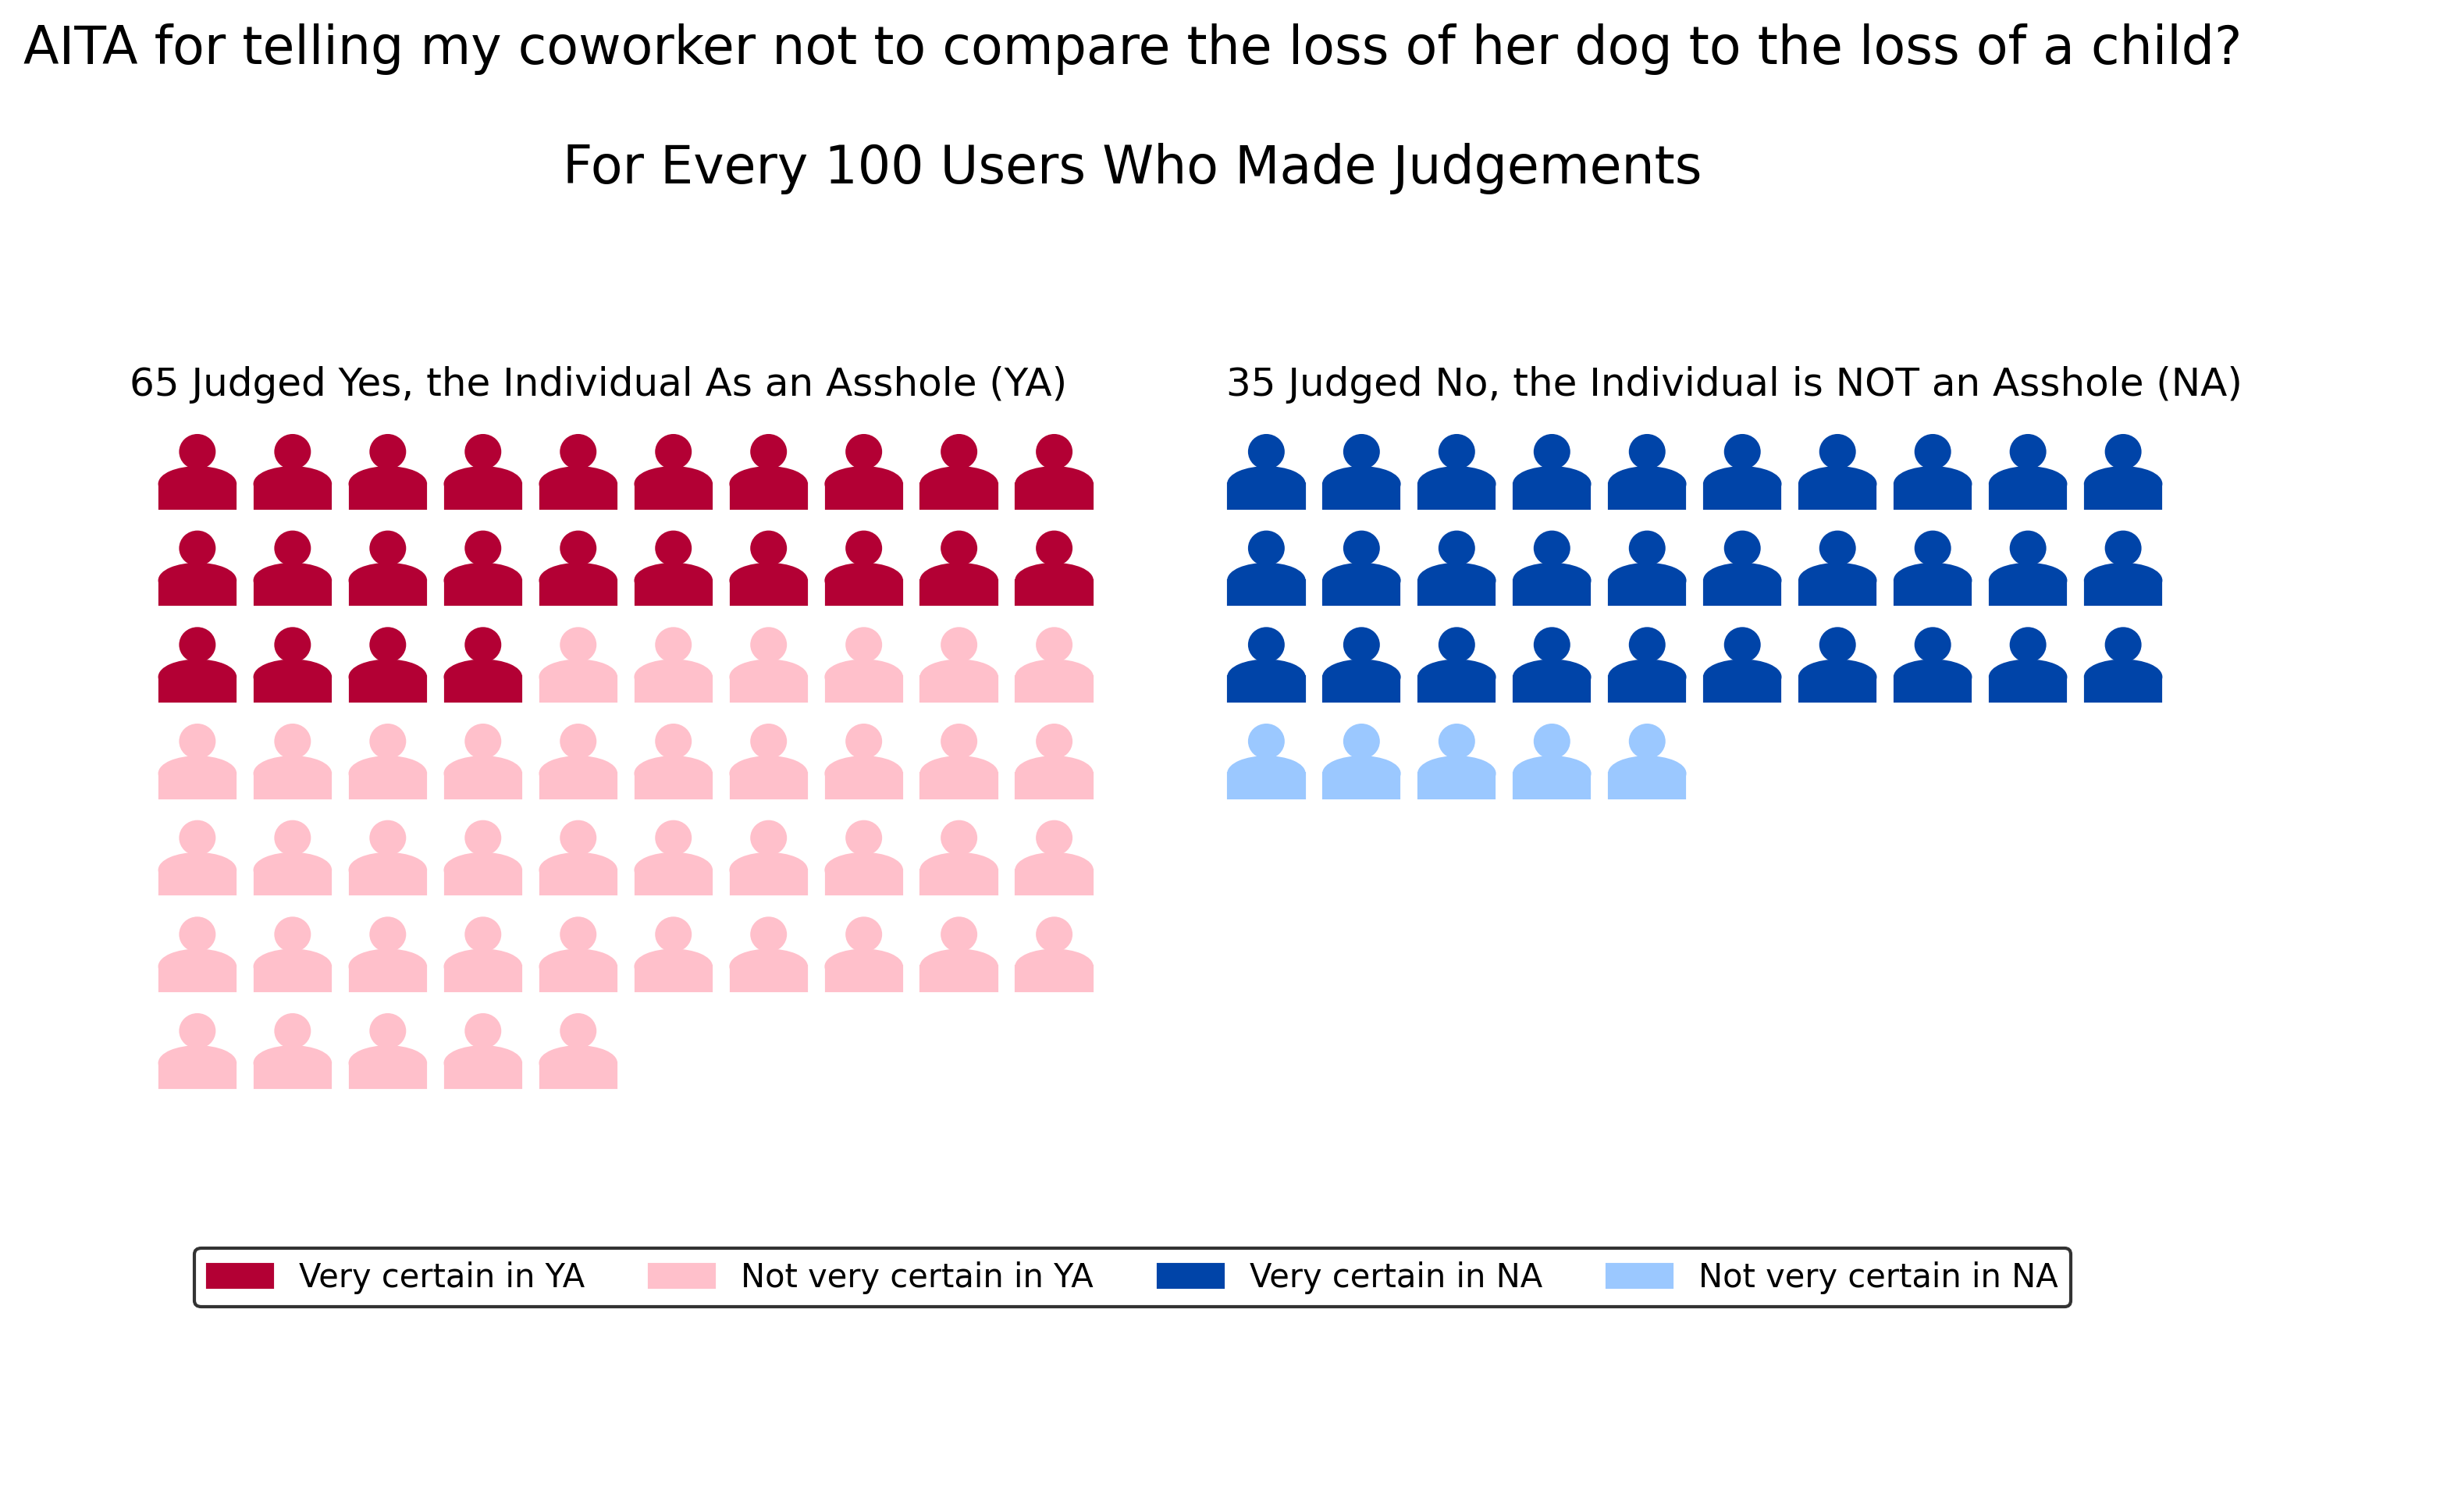 AITA for telling my coworker not to compare the loss of her dog to the loss of a child?
For Every 100 Users Who Made Judgements
65 Judged Yes, the Individual As an Asshole (YA)
35 Judged No, the Individual is NOT an Asshole (NA)
Very certain in YA
Not very certain in YA
Very certain in NA
Not very certain in NA